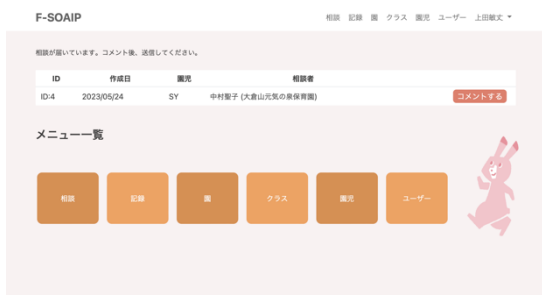 F-SOAIP 相談 記録 園 クラス 園児 ユーザー 上田敏丈
相談が届いています。コメント後、送信してください。
ID 作成日 園児 相談者
ID:4 2023/05/24 SY 中村聖子 (大倉山元気の泉保育園) コメントする
メニュー一覧
相談 記録 園 クラス 園児 ユーザー